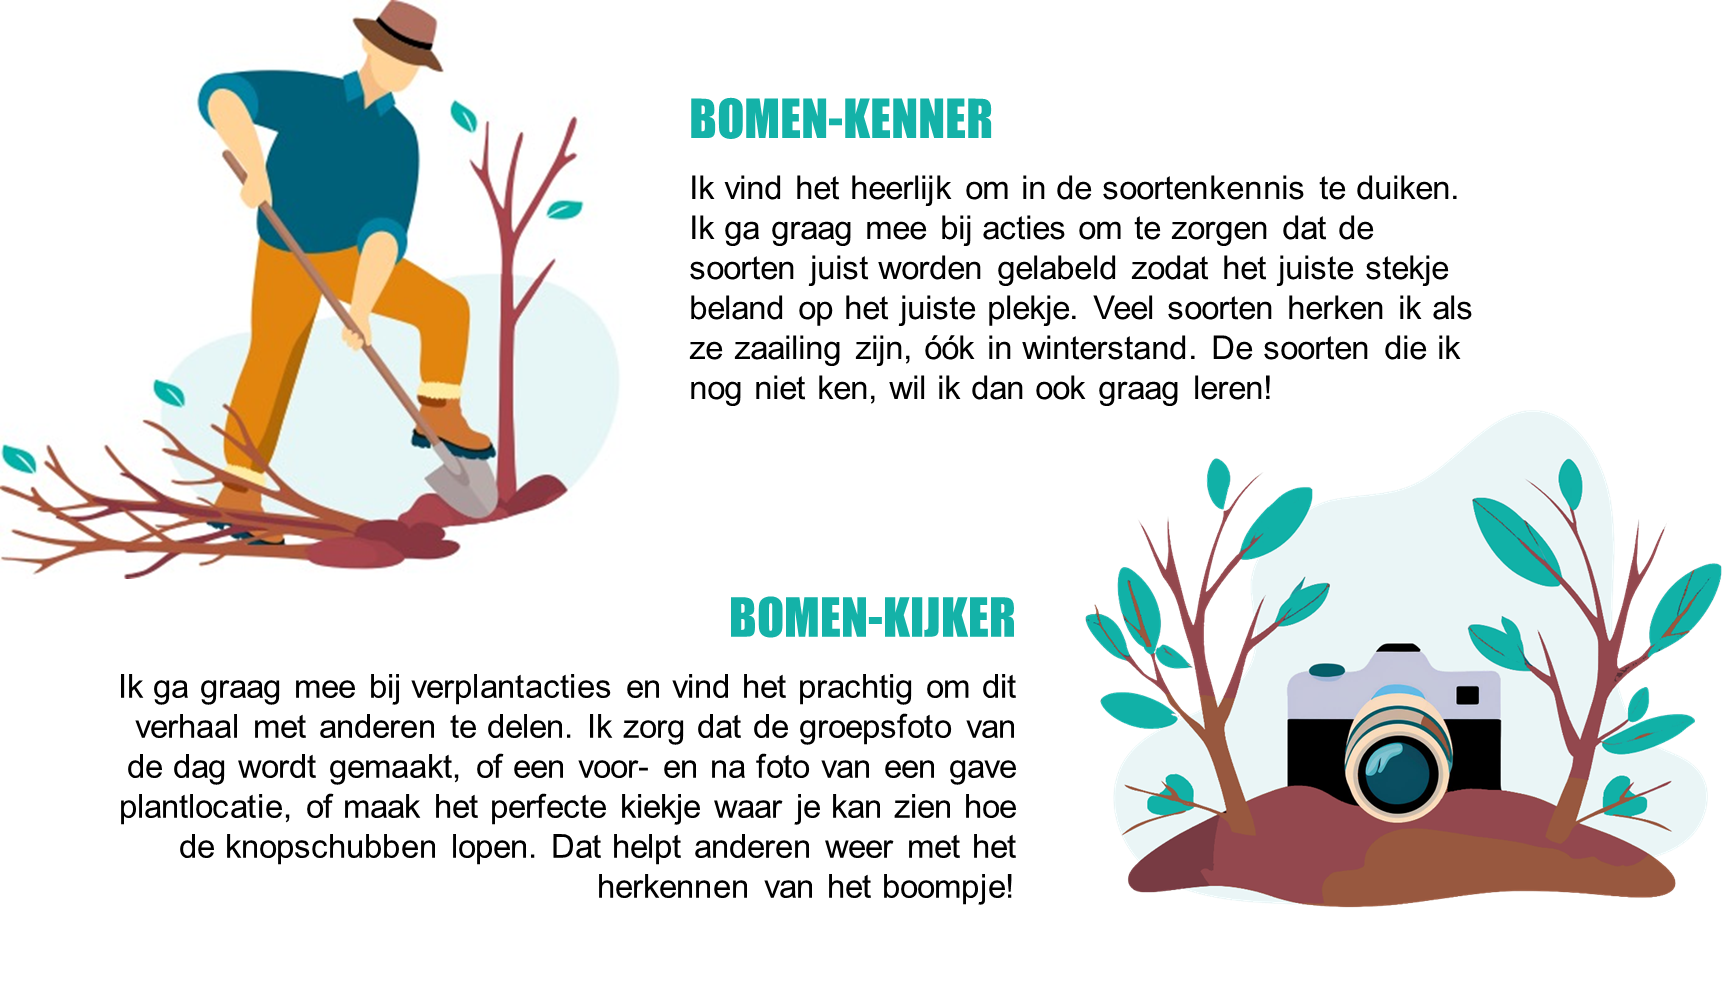 BOMEN-KENNER
Ik vind het heerlijk om in de soortenkennis te duiken.
Ik ga graag mee bij acties om te zorgen dat de
soorten juist worden gelabeld zodat het juiste stekje
beland op het juiste plekje. Veel soorten herken ik als
ze zaailing zijn, óók in winterstand. De soorten die ik
nog niet ken, wil ik dan ook graag leren!
BOMEN-KIJKER
Ik ga graag mee bij verplantacties en vind het prachtig om dit
verhaal met anderen te delen. Ik zorg dat de groepsfoto van
de dag wordt gemaakt, of een voor- en na foto van een gave
plantlocatie, of maak het perfecte kiekje waar je kan zien hoe
de knopschubben lopen. Dat helpt anderen weer met het
herkennen van het boompje!